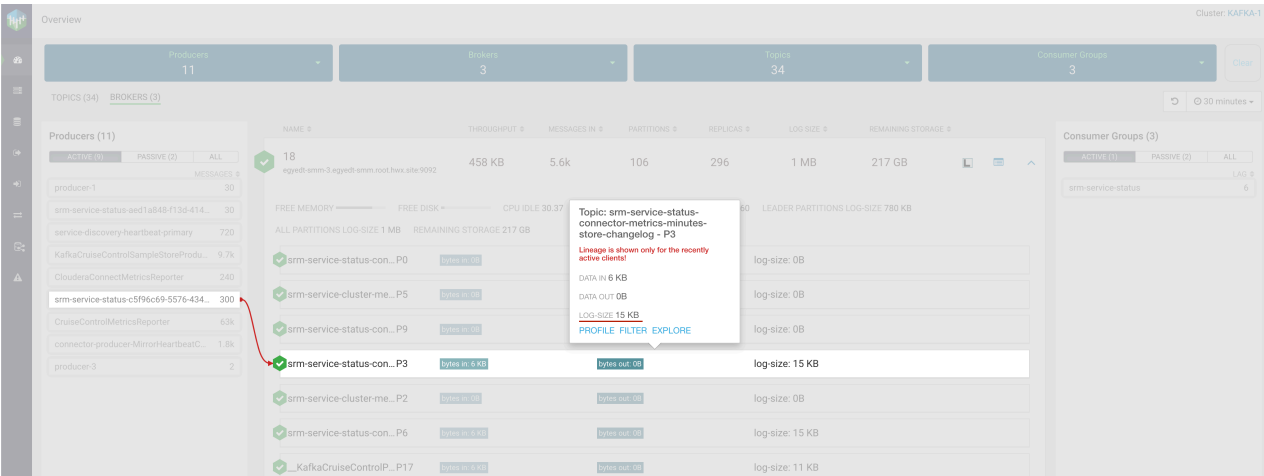 Overview
Cluster: KAFKA-1
Producers
11
Brokers
3
Topics
34
Consumer Groups
3
Clear
TOPICS (34) BROKERS (3)
30 minutes
Producers (11)
ACTIVE (9) PASSIVE (2) ALL
MESSAGES
producer-1 30
srm-service-status-aed1a848-f13d-414... 30
service-discovery-heartbeat-primary 720
KafkaCruiseControlSampleStoreProdu... 9.7k
ClouderaConnectMetricsReporter 240
srm-service-status-c5f96c69-5576-434... 300
CruiseControlMetricsReporter 63k
connector-producer-MirrorHeartbeatC... 1.8k
producer-3 2
NAME THROUGHPUT MESSAGES IN PARTITIONS REPLICAS LOG SIZE REMAINING STORAGE
18 458 KB 5.6k 106 296 1 MB 217 GB
egyedt-smm-3.egyedt-smm.root.hwx.site:9092
FREE MEMORY FREE DISK CPU IDLE 30.37 60 LEADER PARTITIONS LOG-SIZE 780 KB
ALL PARTITIONS LOG-SIZE 1 MB REMAINING STORAGE 217 GB
srm-service-status-con... P0 bytes in: 0B log-size: 0B
srm-service-cluster-me... P5 bytes in: 0B log-size: 0B
srm-service-status-con... P9 bytes in: 0B log-size: 0B
srm-service-status-con... P3 bytes in: 6 KB bytes out: 0B log-size: 15 KB
srm-service-cluster-me... P2 bytes in: 0B bytes out: 0B log-size: 0B
srm-service-status-con... P6 bytes in: 6 KB bytes out: 0B log-size: 15 KB
__KafkaCruiseControlP... P17 bytes in: 6 KB bytes out: 0B log-size: 11 KB
Topic: srm-service-status-
connector-metrics-minutes-
store-changelog - P3
Lineage is shown only for the recently
active clients!
DATA IN 6 KB
DATA OUT 0B
LOG-SIZE 15 KB
PROFILE FILTER EXPLORE
Consumer Groups (3)
ACTIVE (1) PASSIVE (2) ALL
LAG
srm-service-status 6